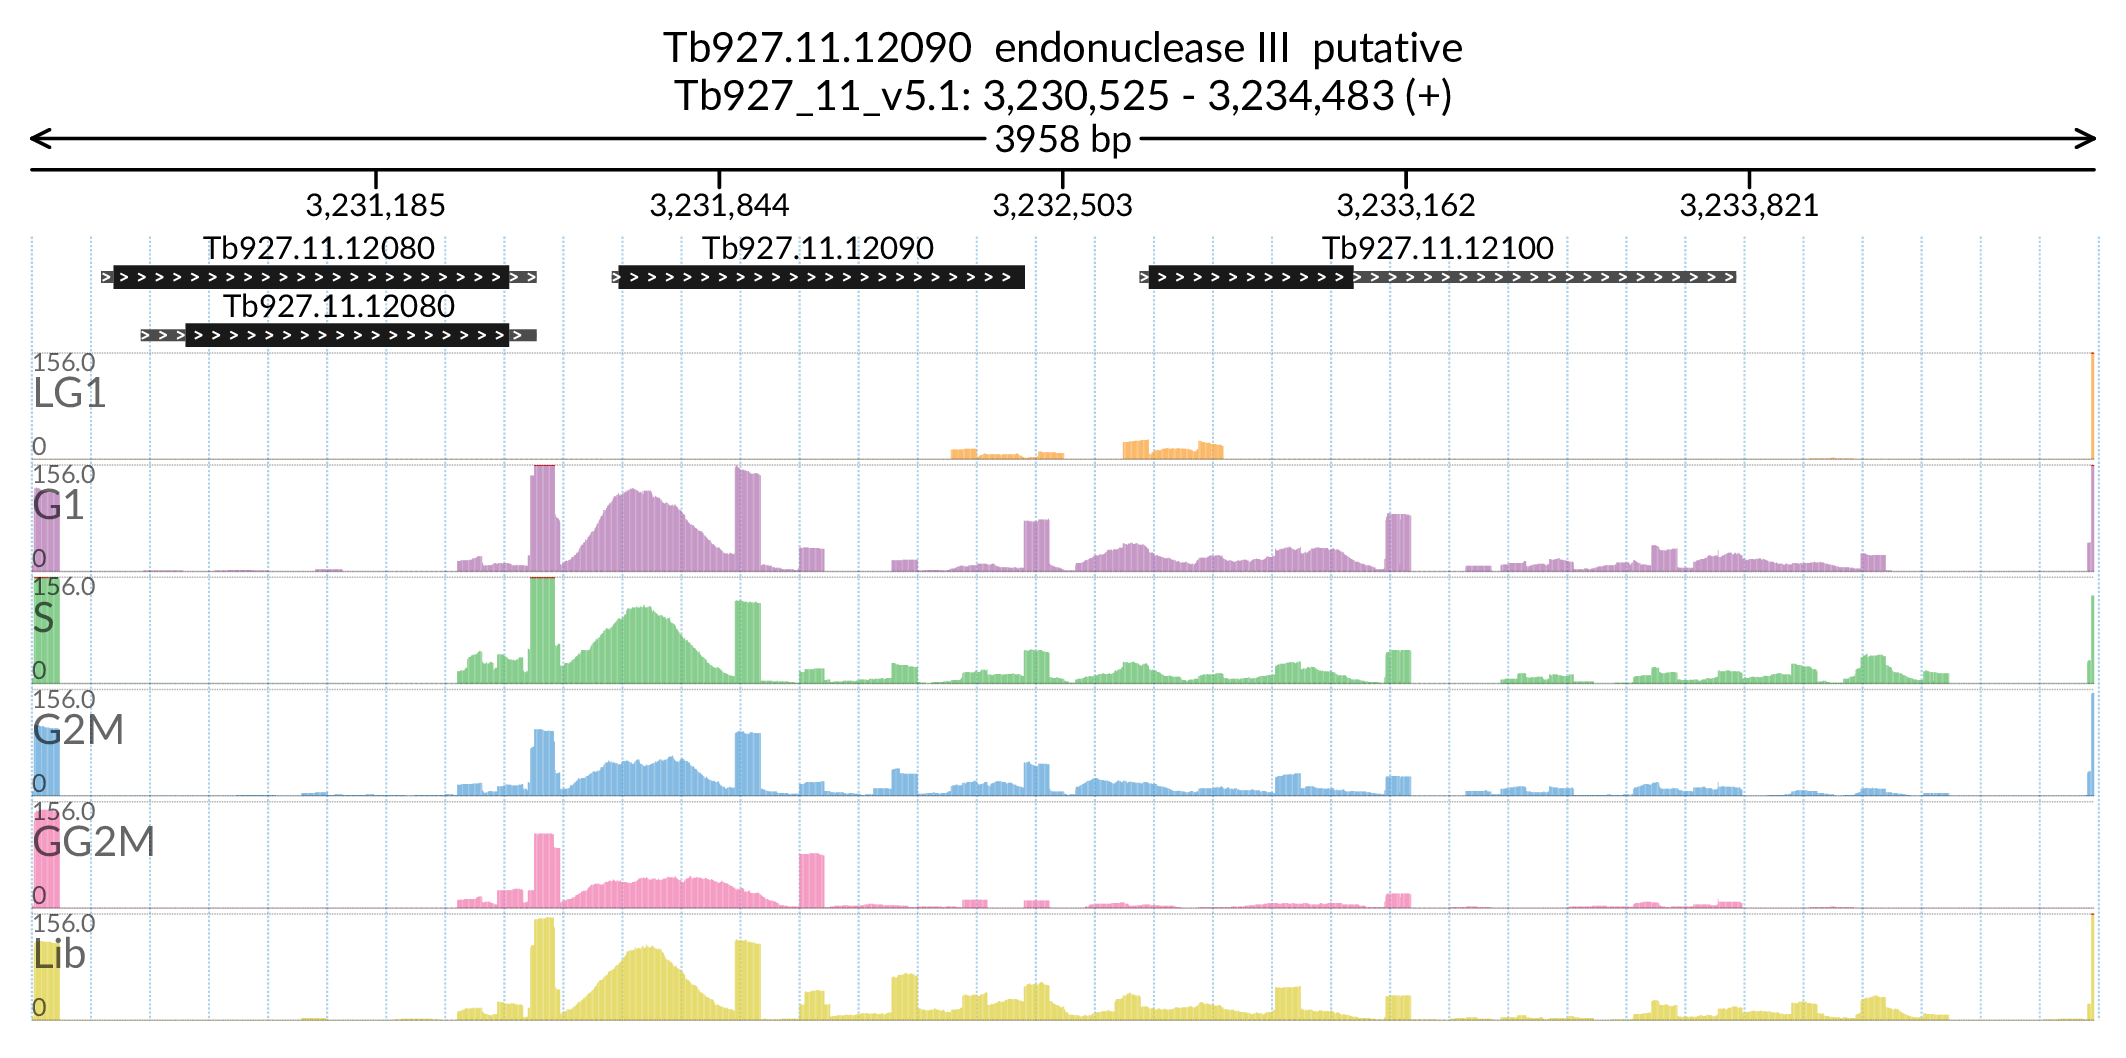 Tb927.11.12090 endonuclease III putative
Tb927_11_v5.1: 3,230,525 - 3,234,483 (+)
3958 bp
3,231,185 3,231,844 3,232,503 3,233,162 3,233,821
Tb927.11.12080 Tb927.11.12090 Tb927.11.12100
Tb927.11.12080
156.0
LG1
0
156.0
G1
0
156.0
S
0
156.0
G2M
0
156.0
GG2M
0
156.0
Lib
0